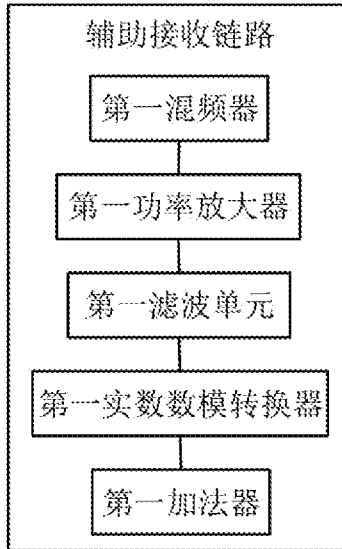 辅助接收链路
第一混频器
第一功率放大器
第一滤波单元
第一实数数模转换器
第一加法器